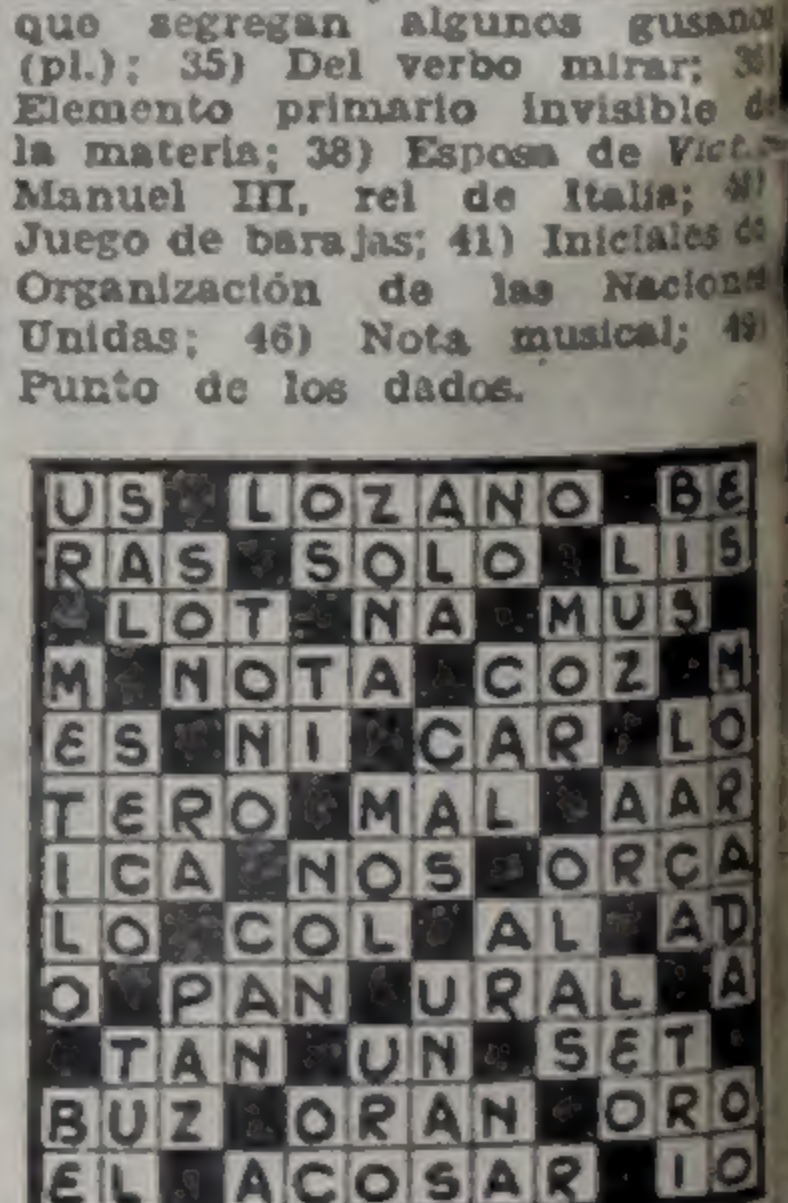 que segregan algunos gusanos
(pl.); 35) Del verbo mirar; 36)
Elemento primario invisible de
la materia; 38) Esposa de Vict.
Manuel III, rei de Italia; 40)
Juego de barajas; 41) Iniciales de
Organización de las Naciones
Unidas; 46) Nota musical; 49)
Punto de los dados.
US LOZANO BE
RAS SOLO LIS
LOT NA MUS
M NOTA COZ M
ES NI CAR LO
TERO MAL AAR
ICA NOS ORCA
LO COL AL AD
O PAN URAL A
TAN UN SET
BUZ ORAN ORO
EL ACOSAR IO